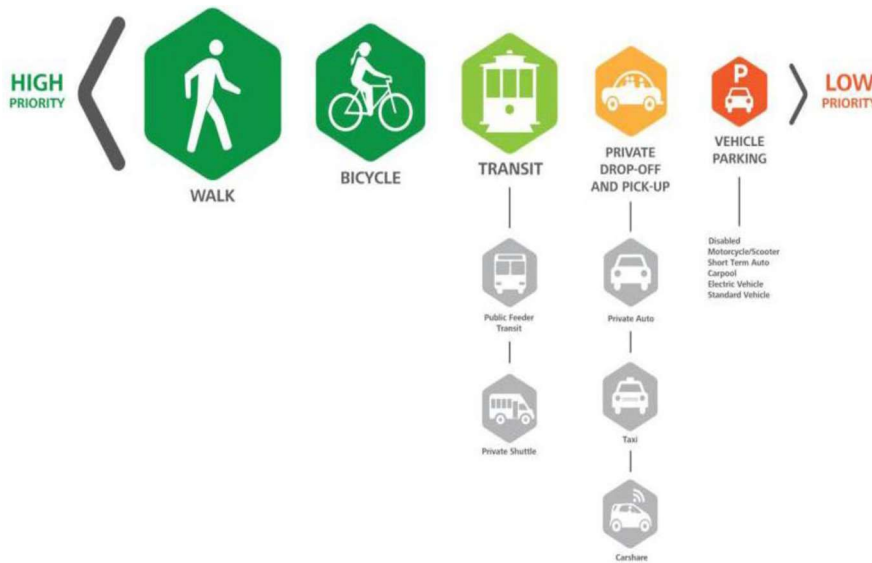 HIGH
PRIORITY
WALK
BICYCLE
TRANSIT
Public Feeder
Transit
Private Shuttle
PRIVATE
DROP-OFF
AND PICK-UP
Private Auto
Taxi
Carshare
P
VEHICLE
PARKING
Disabled
Motorcycle/Scooter
Short Term Auto
Carpool
Electric Vehicle
Standard Vehicle
LOW
PRIORITY